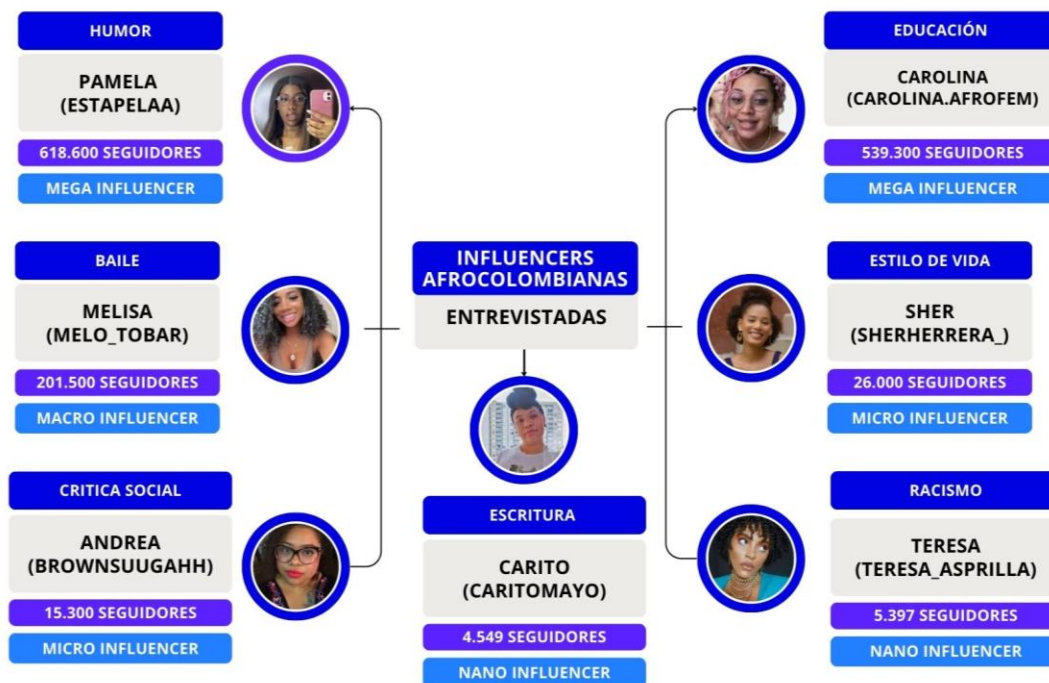 HUMOR
PAMELA
(ESTAPELAA)
618.600 SEGUIDORES
MEGA INFLUENCER
BAILE
MELISA
(MELO_TOBAR)
201.500 SEGUIDORES
MACRO INFLUENCER
CRITICA SOCIAL
ANDREA
(BROWNSUUGAHH)
15.300 SEGUIDORES
MICRO INFLUENCER
INFLUENCERS
AFROCOLOMBIANAS
ENTREVISTADAS
ESCRITURA
CARITO
(CARITOMAYO)
4.549 SEGUIDORES
NANO INFLUENCER
EDUCACIÓN
CAROLINA
(CAROLINA.AFROFEM)
539.300 SEGUIDORES
MEGA INFLUENCER
ESTILO DE VIDA
SHER
(SHERHERRERA_)
26.000 SEGUIDORES
MICRO INFLUENCER
RACISMO
TERESA
(TERESA_ASPRILLA)
5.397 SEGUIDORES
NANO INFLUENCER